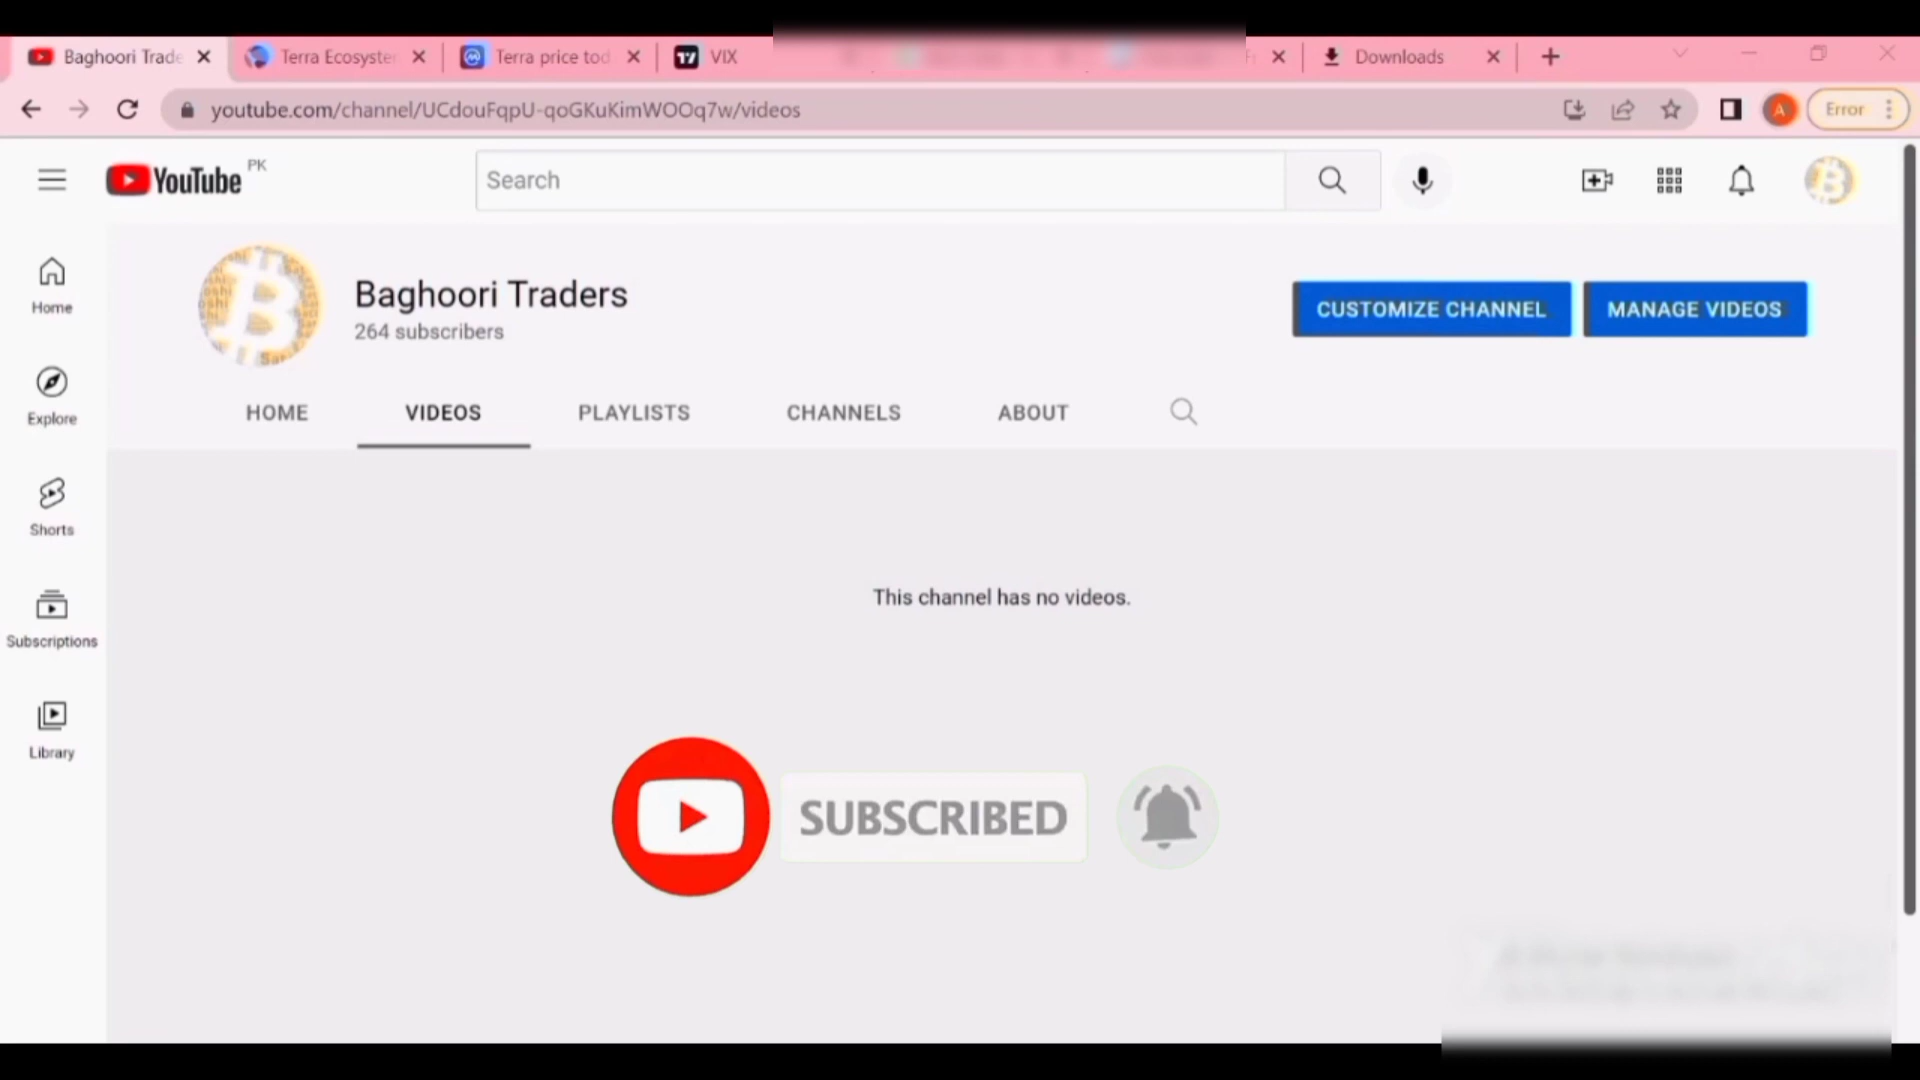 Baghoori Trade
Terra Ecosyster
Terra price tod
VIX
Downloads
youtube.com/channel/UCdouFqpU-qoGKuKimWOOq7w/videos
A
Error
YouTube PK
Search
Home
Explore
Shorts
Subscriptions
Library
Baghoori Traders
264 subscribers
CUSTOMIZE CHANNEL
MANAGE VIDEOS
HOME
VIDEOS
PLAYLISTS
CHANNELS
ABOUT
This channel has no videos.
SUBSCRIBED